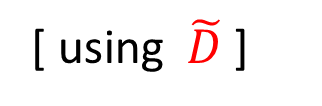 [ using D̃ ]